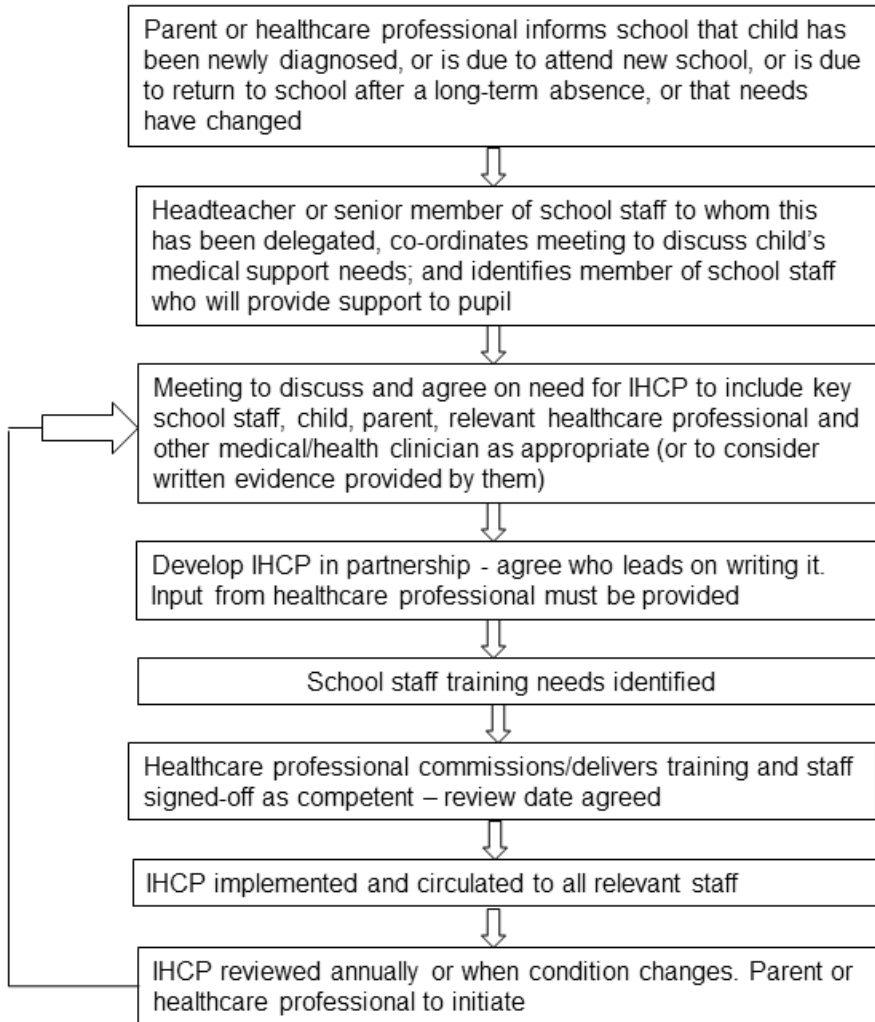 Parent or healthcare professional informs school that child has
been newly diagnosed, or is due to attend new school, or is due
to return to school after a long-term absence, or that needs
have changed
Headteacher or senior member of school staff to whom this
has been delegated, co-ordinates meeting to discuss child's
medical support needs; and identifies member of school staff
who will provide support to pupil
Meeting to discuss and agree on need for IHCP to include key
school staff, child, parent, relevant healthcare professional and
other medical/health clinician as appropriate (or to consider
written evidence provided by them)
Develop IHCP in partnership - agree who leads on writing it.
Input from healthcare professional must be provided
School staff training needs identified
Healthcare professional commissions/delivers training and staff
signed-off as competent – review date agreed
IHCP implemented and circulated to all relevant staff
IHCP reviewed annually or when condition changes. Parent or
healthcare professional to initiate